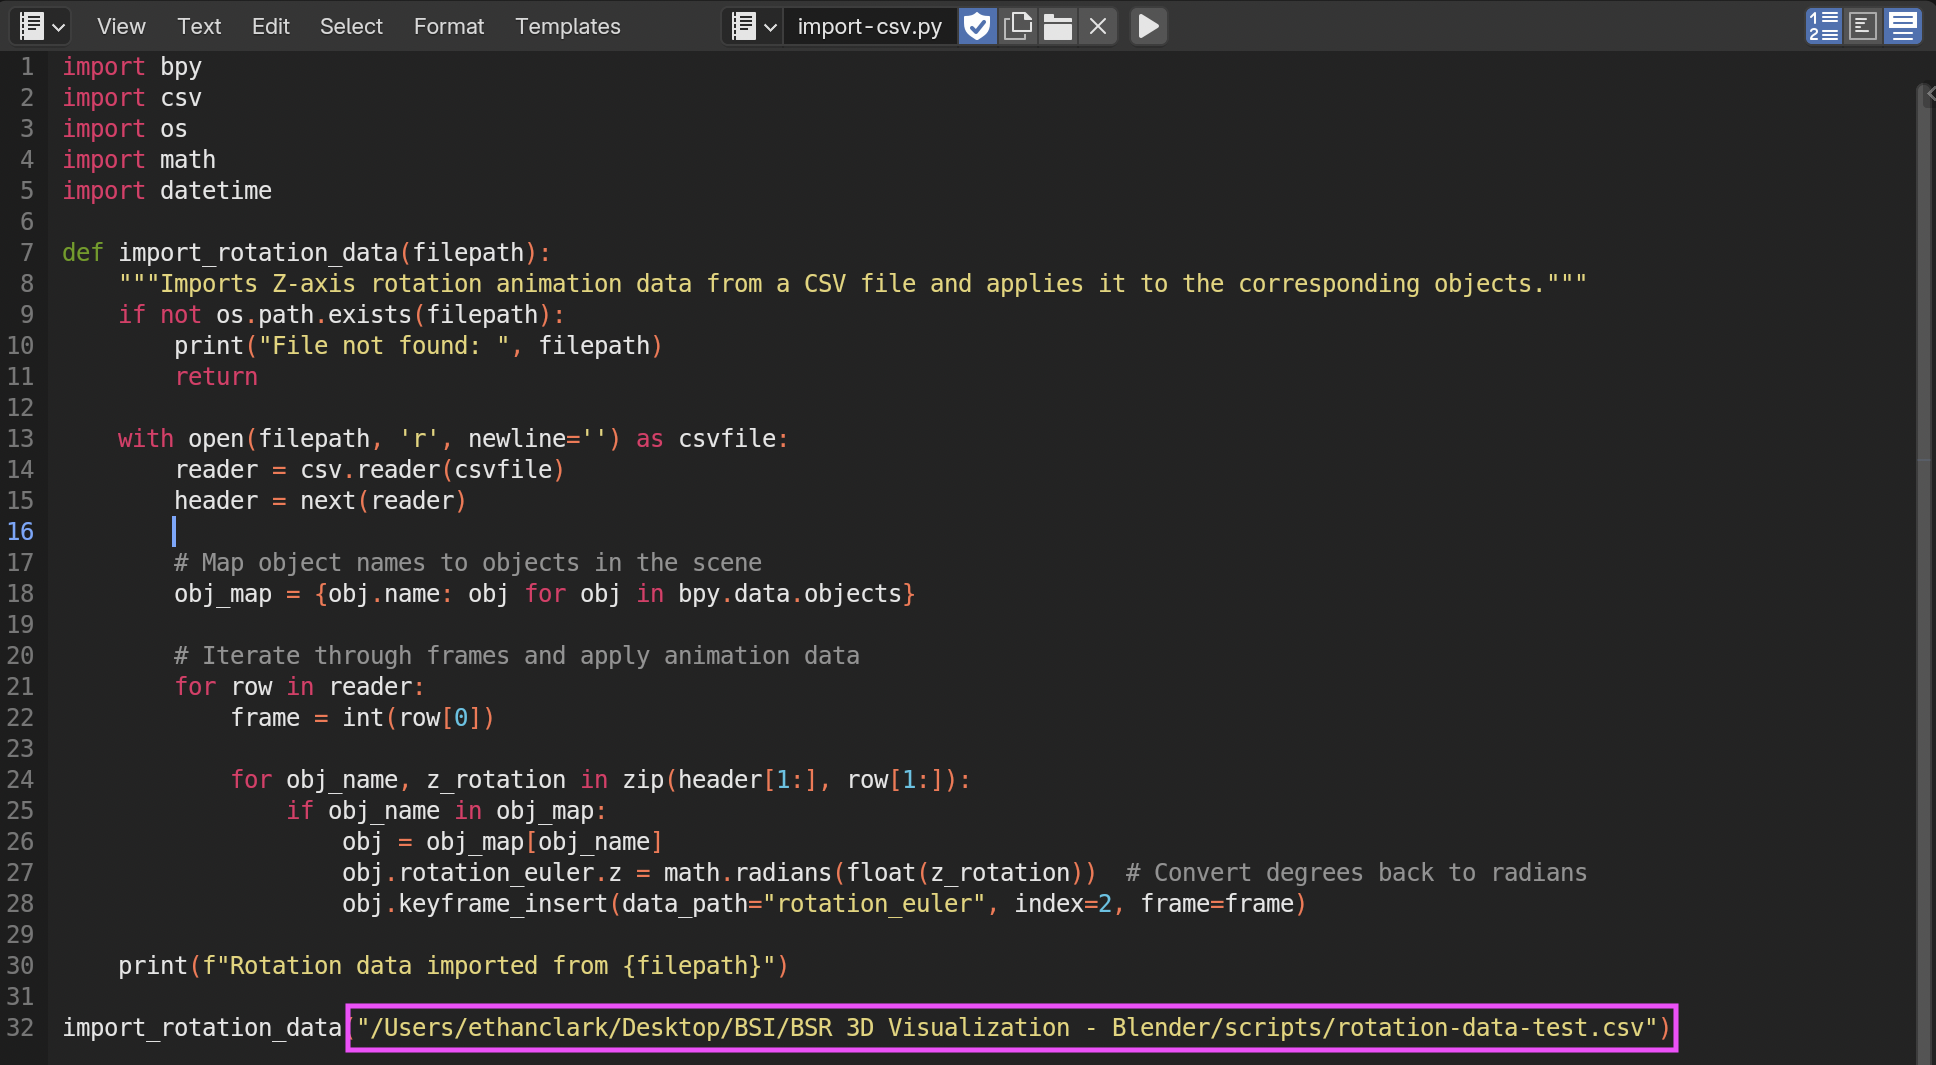 View Text Edit Select Format Templates import-csv.py
1 import bpy
2 import csv
3 import os
4 import math
5 import datetime
6
7 def import_rotation_data(filepath):
8     """Imports Z-axis rotation animation data from a CSV file and applies it to the corresponding objects."""
9     if not os.path.exists(filepath):
10         print("File not found: ", filepath)
11         return
12
13     with open(filepath, 'r', newline='') as csvfile:
14         reader = csv.reader(csvfile)
15         header = next(reader)
16
17         # Map object names to objects in the scene
18         obj_map = {obj.name: obj for obj in bpy.data.objects}
19
20         # Iterate through frames and apply animation data
21         for row in reader:
22             frame = int(row[0])
23
24             for obj_name, z_rotation in zip(header[1:], row[1:]):
25                 if obj_name in obj_map:
26                     obj = obj_map[obj_name]
27                     obj.rotation_euler.z = math.radians(float(z_rotation))  # Convert degrees back to radians
28                     obj.keyframe_insert(data_path="rotation_euler", index=2, frame=frame)
29
30     print(f"Rotation data imported from {filepath}")
31
32 import_rotation_data("/Users/ethanclark/Desktop/BSI/BSR 3D Visualization - Blender/scripts/rotation-data-test.csv")